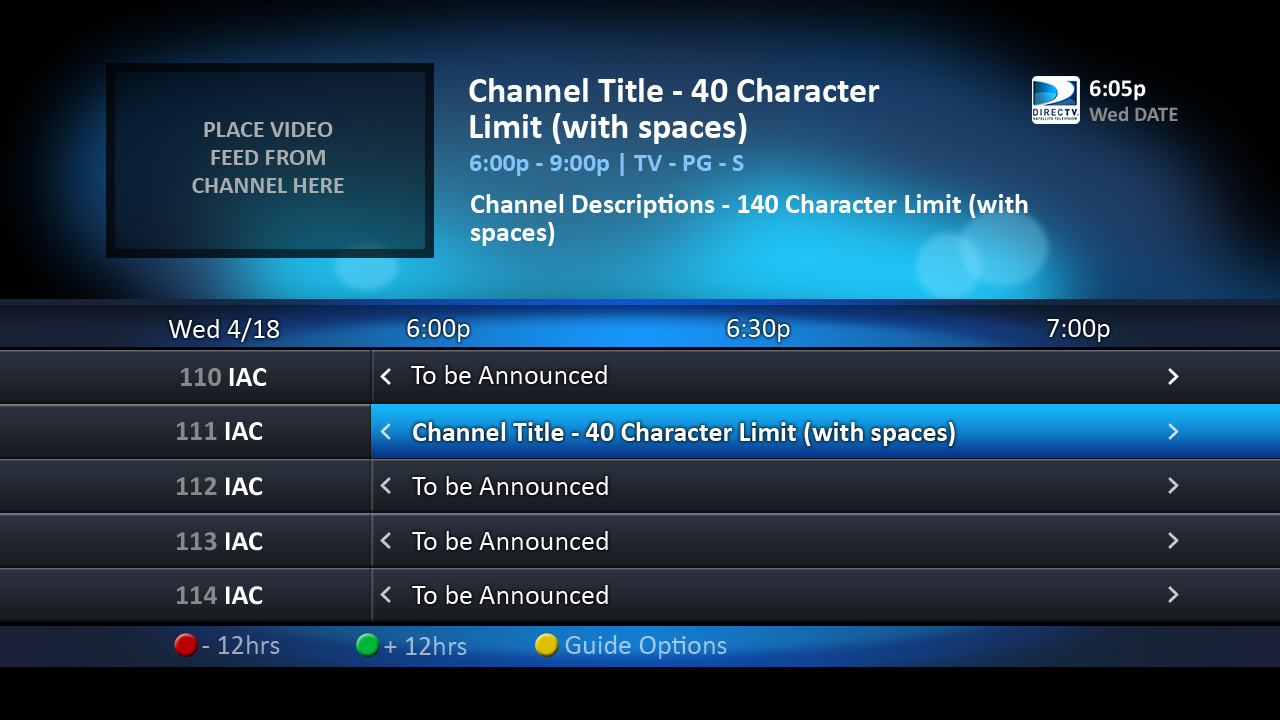 PLACE VIDEO
FEED FROM
CHANNEL HERE
Channel Title - 40 Character
Limit (with spaces)
6:00p - 9:00p | TV - PG - S
Channel Descriptions - 140 Character Limit (with
spaces)
DIRECTV
SATELLITE TELEVISION
6:05p
Wed DATE
Wed 4/18 6:00p 6:30p 7:00p
110 IAC < To be Announced >
111 IAC < Channel Title - 40 Character Limit (with spaces) >
112 IAC < To be Announced >
113 IAC < To be Announced >
114 IAC < To be Announced >
- 12hrs + 12hrs Guide Options